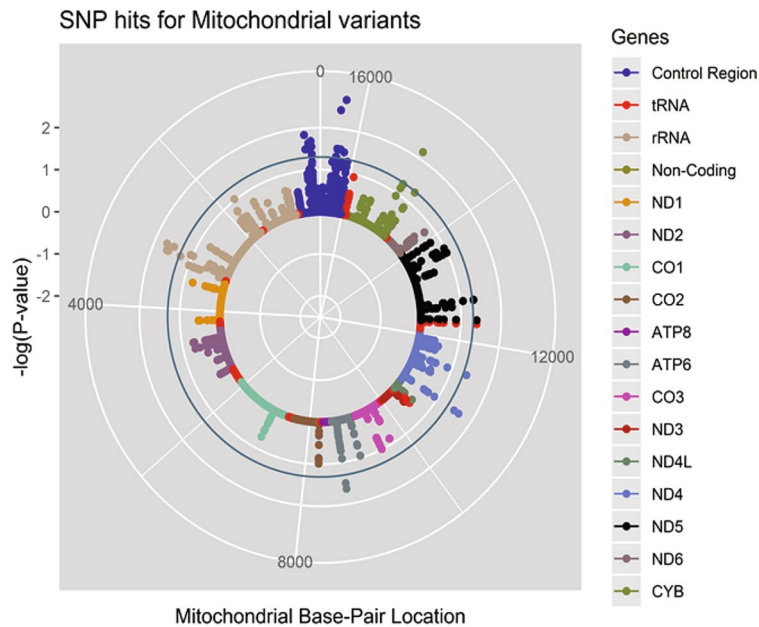 SNP hits for Mitochondrial variants
Genes
0
16000
Control Region
tRNA
2
rRNA
1
Non-Coding
0
ND1
-1
ND2
-2
CO1
4000
CO2
-log(P-value)
ATP8
12000
ATP6
CO3
ND3
ND4L
ND4
ND5
8000
ND6
CYB
Mitochondrial Base-Pair Location